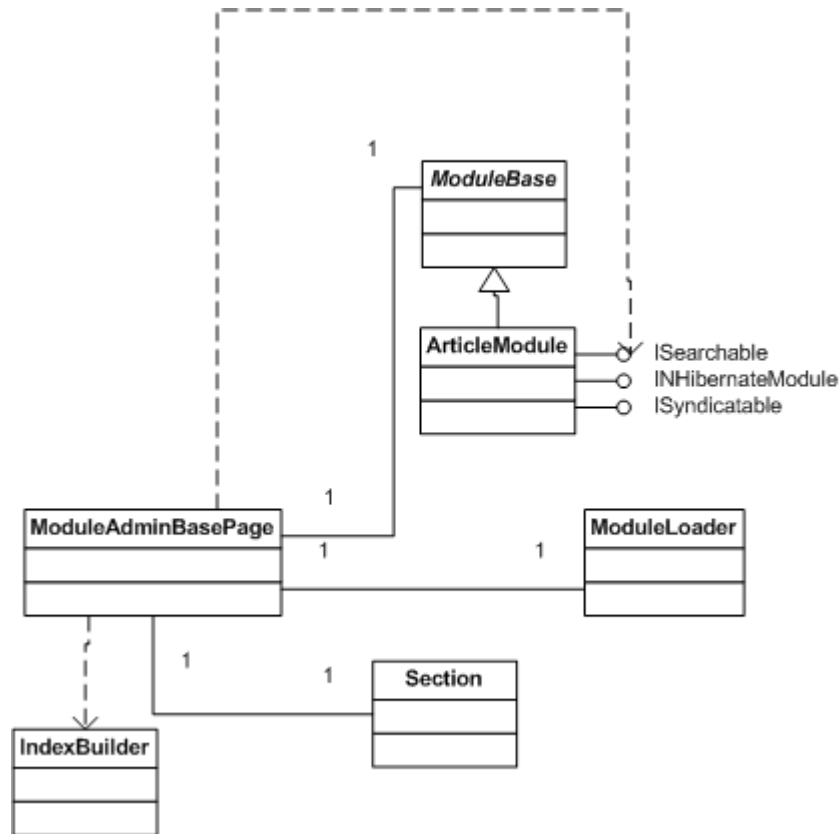 1
ModuleBase
ArticleModule
ISearchable
INHibernateModule
ISyndicatable
1
ModuleAdminBasePage
ModuleLoader
1
1
1
1
Section
IndexBuilder